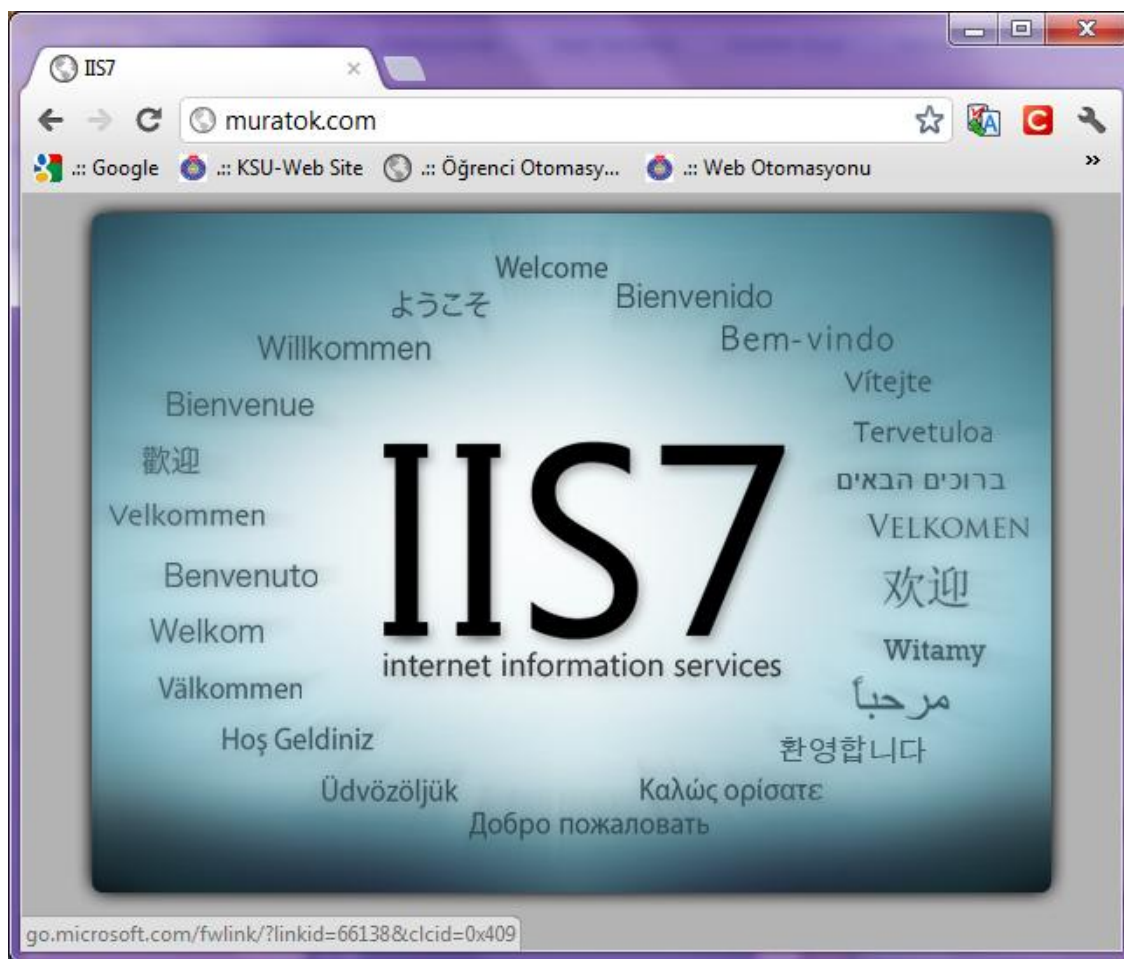 IIS7
muratok.com
.:: Google .:: KSU-Web Site .:: Öğrenci Otomasy... .:: Web Otomasyonu »
Welcome
ようこそ
Bienvenido
Willkommen
Bem-vindo
Vítejte
Bienvenue
Tervetuloa
歡迎
ברוכים הבאים
Velkommen
VELKOMEN
Benvenuto
欢迎
Welkom
Witamy
Välkommen
مرحباً
Hoş Geldiniz
환영합니다
Üdvözöljük
Καλώς ορίσατε
Добро пожаловать
IIS7
internet information services
go.microsoft.com/fwlink/?linkid=66138&clcid=0x409